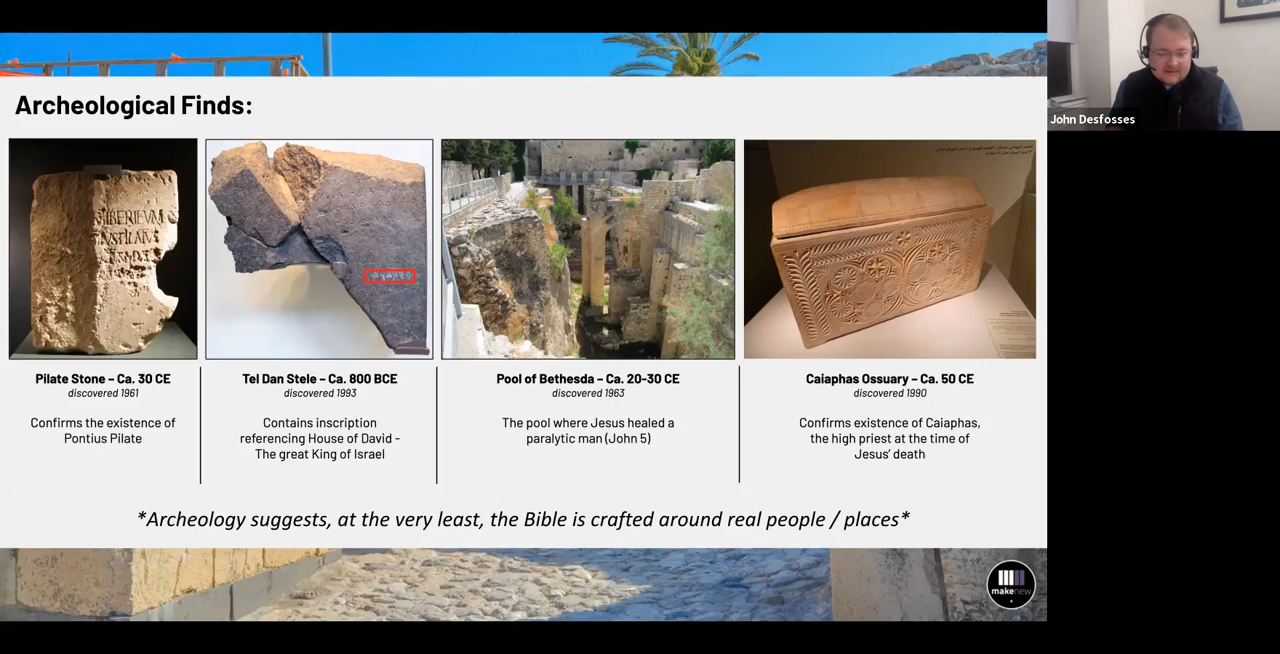 Archeological Finds:
John Desfosses
Pilate Stone – Ca. 30 CE
discovered 1961
Confirms the existence of
Pontius Pilate
Tel Dan Stele – Ca. 800 BCE
discovered 1993
Contains inscription
referencing House of David -
The great King of Israel
Pool of Bethesda – Ca. 20-30 CE
discovered 1963
The pool where Jesus healed a
paralytic man (John 5)
Caiaphas Ossuary – Ca. 50 CE
discovered 1990
Confirms existence of Caiaphas,
the high priest at the time of
Jesus’ death
*Archeology suggests, at the very least, the Bible is crafted around real people / places*
makenew